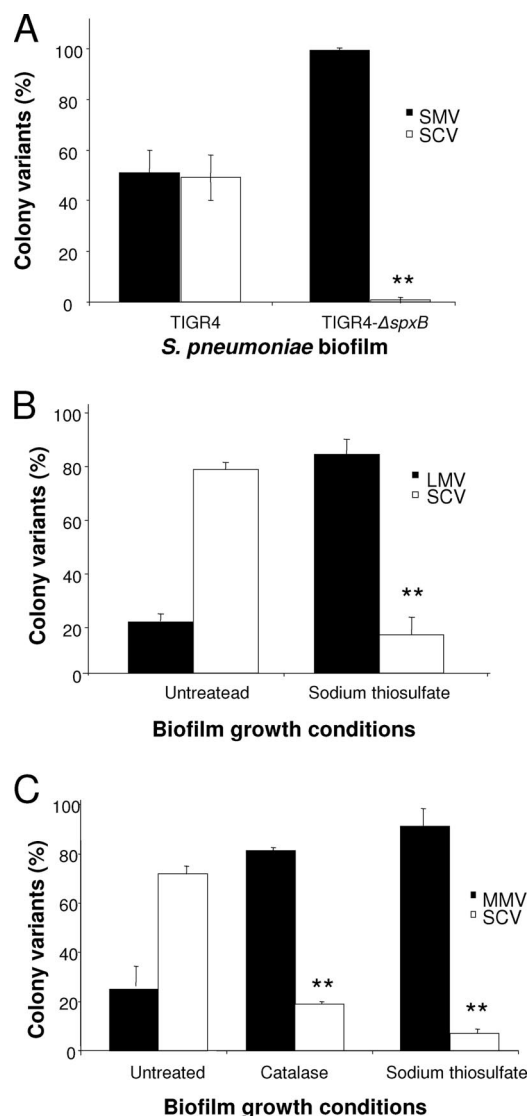 A
Colony variants (%)
100
80
60
40
20
0
SMV
SCV
**
TIGR4
TIGR4-ΔspxB
S. pneumoniae biofilm
B
Colony variants (%)
100
80
60
40
20
0
LMV
SCV
**
Untreatead
Sodium thiosulfate
Biofilm growth conditions
C
Colony variants (%)
100
80
60
40
20
0
MMV
SCV
**
**
Untreated
Catalase
Sodium thiosulfate
Biofilm growth conditions